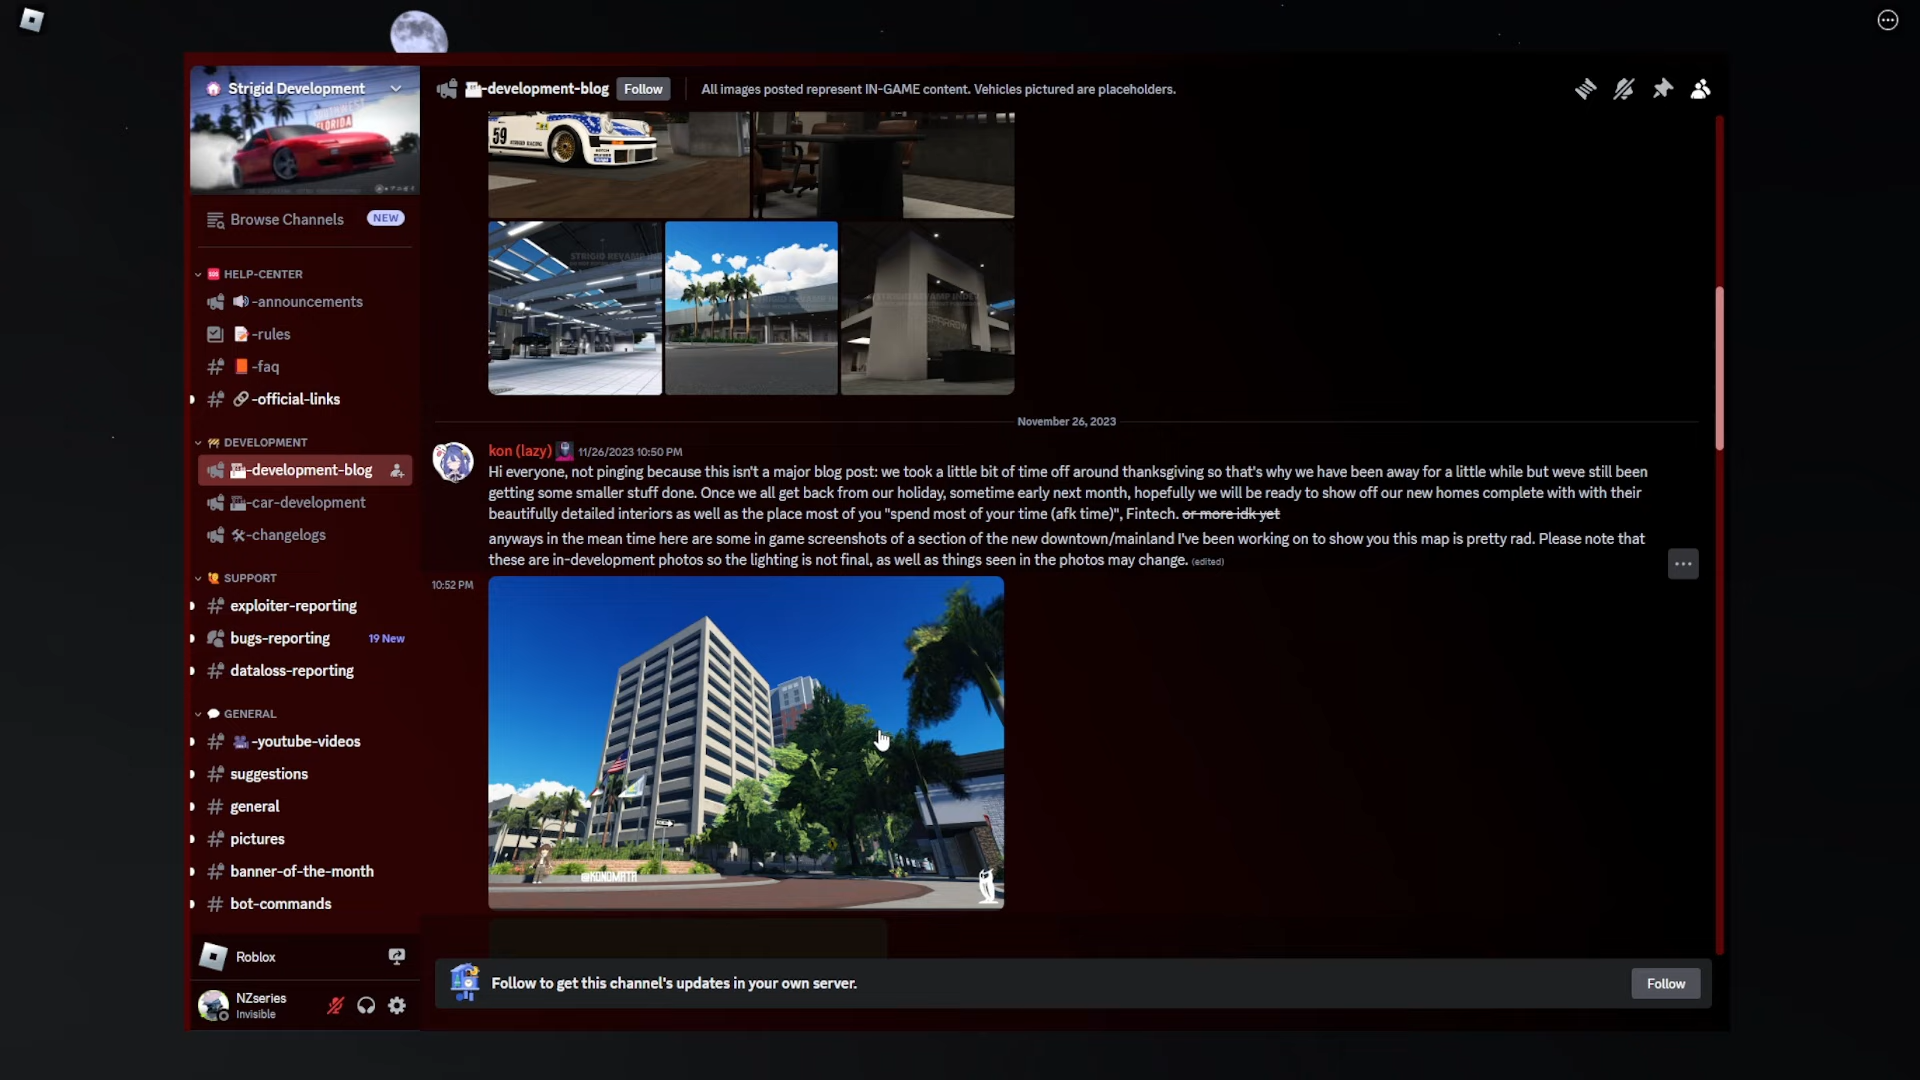 Strigid Development
FLORIDA
Browse Channels
NEW
HELP-CENTER
-announcements
-rules
-faq
-official-links
DEVELOPMENT
-development-blog
-car-development
-changelogs
SUPPORT
exploiter-reporting
bugs-reporting
19 New
dataloss-reporting
GENERAL
-youtube-videos
suggestions
general
pictures
banner-of-the-month
bot-commands
Roblox
NZseries
Invisible
-development-blog
Follow
All images posted represent IN-GAME content. Vehicles pictured are placeholders.
59
November 26, 2023
kon (lazy) 11/26/2023 10:50 PM
Hi everyone, not pinging because this isn't a major blog post: we took a little bit of time off around thanksgiving so that's why we have been away for a little while but weve still been
getting some smaller stuff done. Once we all get back from our holiday, sometime early next month, hopefully we will be ready to show off our new homes complete with with their
beautifully detailed interiors as well as the place most of you "spend most of your time (afk time)", Fintech. or more idk yet
anyways in the mean time here are some in game screenshots of a section of the new downtown/mainland I've been working on to show you this map is pretty rad. Please note that
these are in-development photos so the lighting is not final, as well as things seen in the photos may change. (edited)
10:52 PM
@KONOMATA
Follow to get this channel's updates in your own server.
Follow